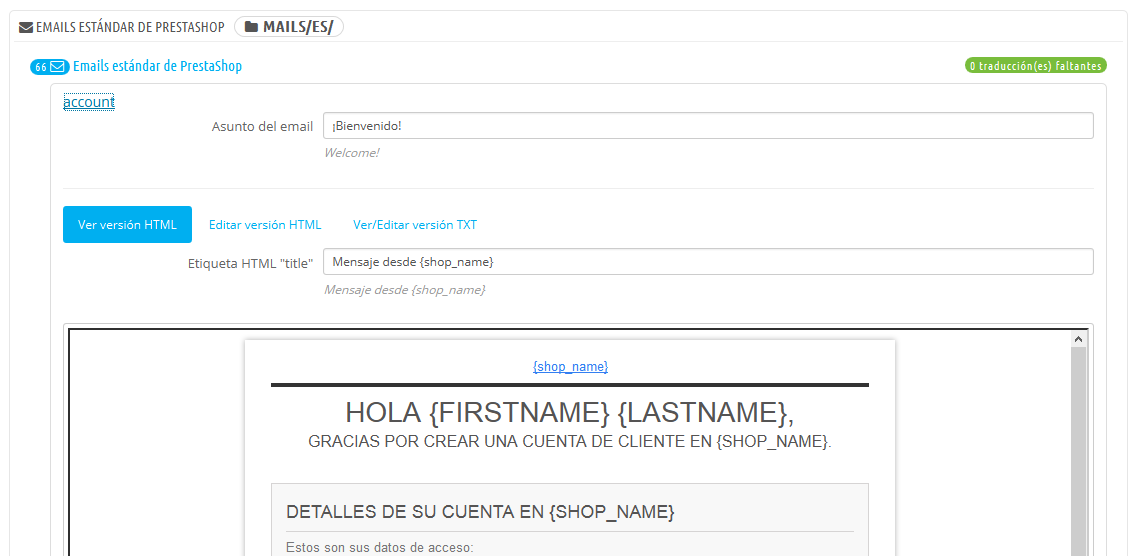 EMAILS ESTÁNDAR DE PRESTASHOP MAILS/ES/
66 Emails estándar de PrestaShop 0 traducción(es) faltantes
account
Asunto del email ¡Bienvenido!
Welcome!
Ver versión HTML Editar versión HTML Ver/Editar versión TXT
Etiqueta HTML "title" Mensaje desde {shop_name}
Mensaje desde {shop_name}
{shop_name}
HOLA {FIRSTNAME} {LASTNAME},
GRACIAS POR CREAR UNA CUENTA DE CLIENTE EN {SHOP_NAME}.
DETALLES DE SU CUENTA EN {SHOP_NAME}
Estos son sus datos de acceso: